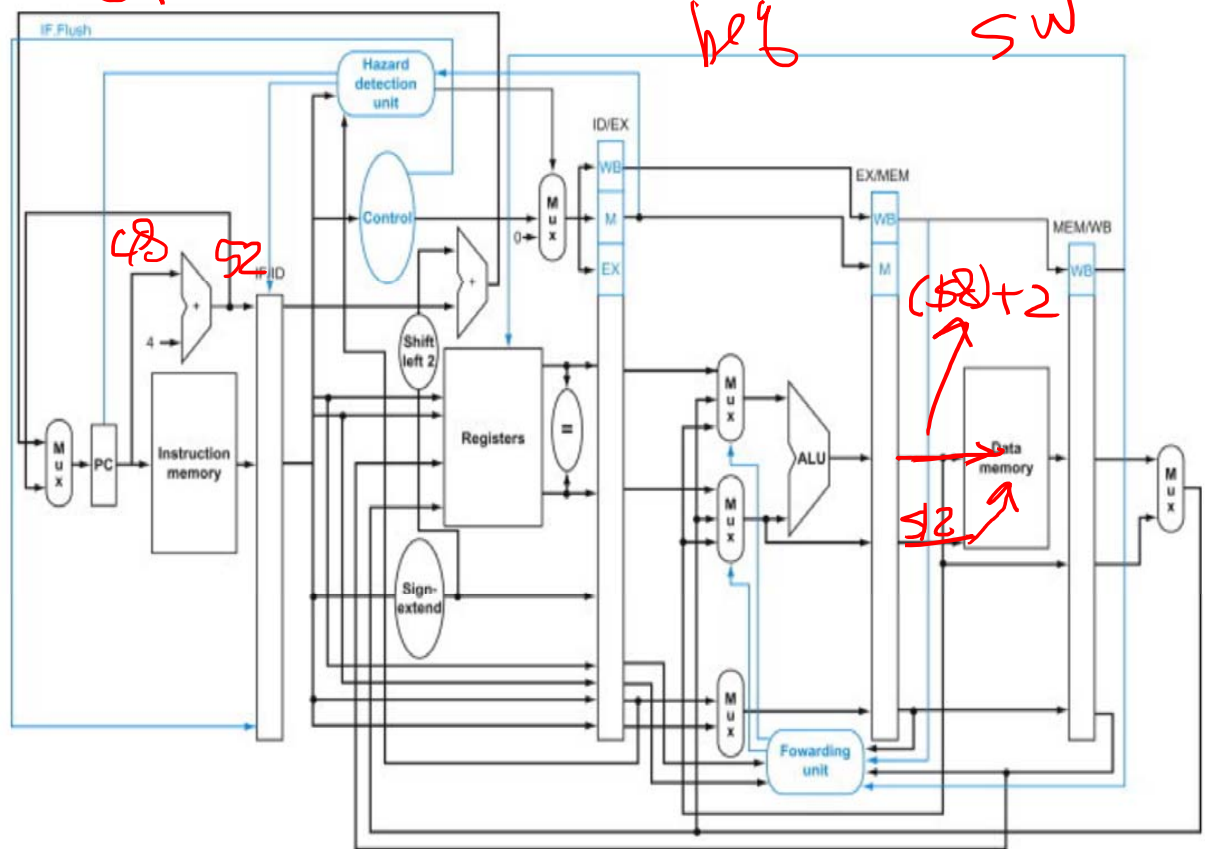 beq
SW
IF.Flush
Hazard
detection
unit
ID/EX
WB
M
EX
Control
M
u
x
0
EX/MEM
WB
M
MEM/WB
WB
48
52
IF/ID
+
4
+
Shift
left 2
($8)+2
M
u
x
PC
Instruction
memory
Registers
=
M
u
x
ALU
Data
memory
M
u
x
M
u
x
$12
Sign-
extend
M
u
x
Fowarding
unit